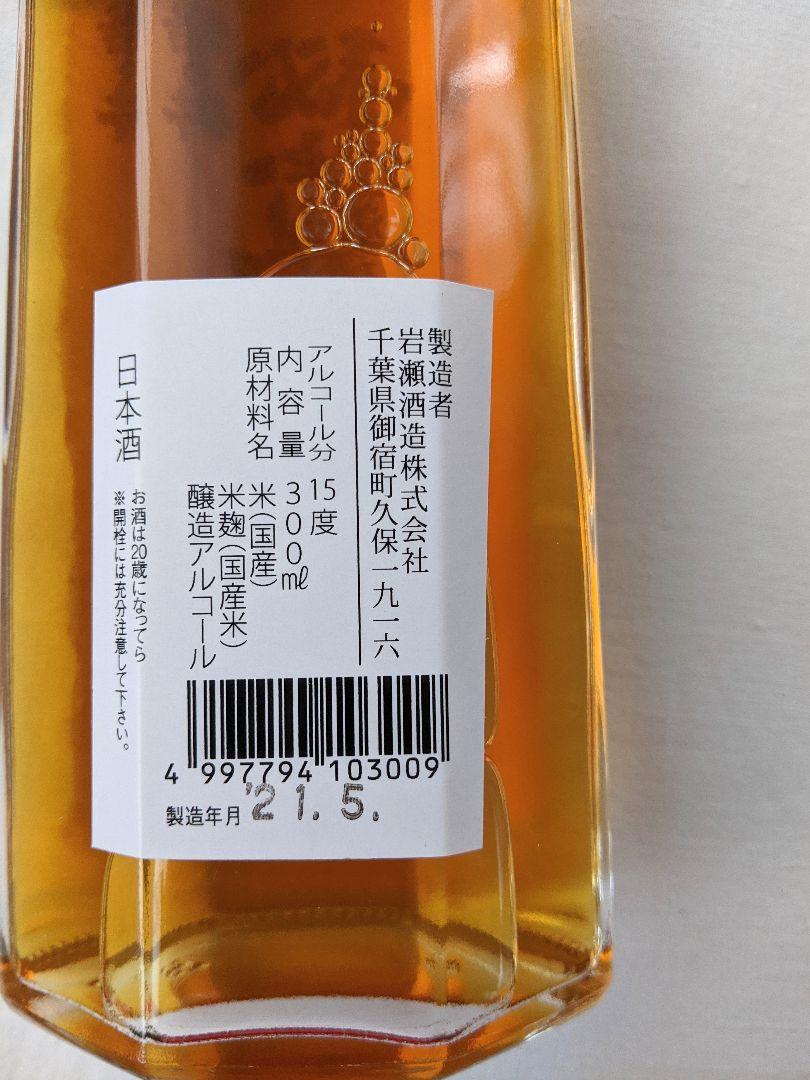 製造者
岩瀬酒造株式会社
千葉県御宿町久保一九一六
アルコール分 15度
内容量 300㎖
原材料名 米(国産)
米麹(国産米)
醸造アルコール
日本酒
お酒は20歳になってから
※開栓には充分注意して下さい。
4 997794 103009
製造年月 '21.5.